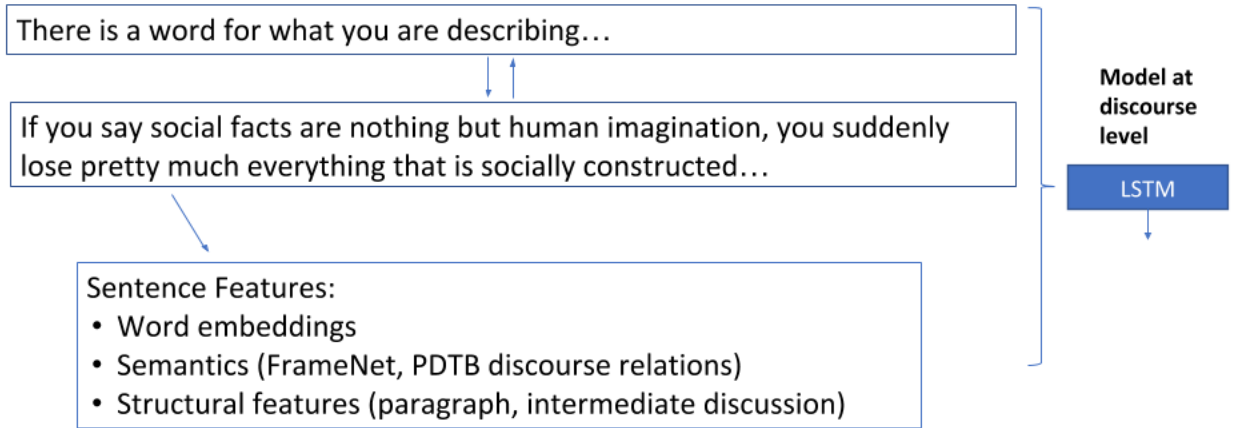 There is a word for what you are describing…
If you say social facts are nothing but human imagination, you suddenly
lose pretty much everything that is socially constructed…
Sentence Features:
• Word embeddings
• Semantics (FrameNet, PDTB discourse relations)
• Structural features (paragraph, intermediate discussion)
Model at
discourse
level
LSTM